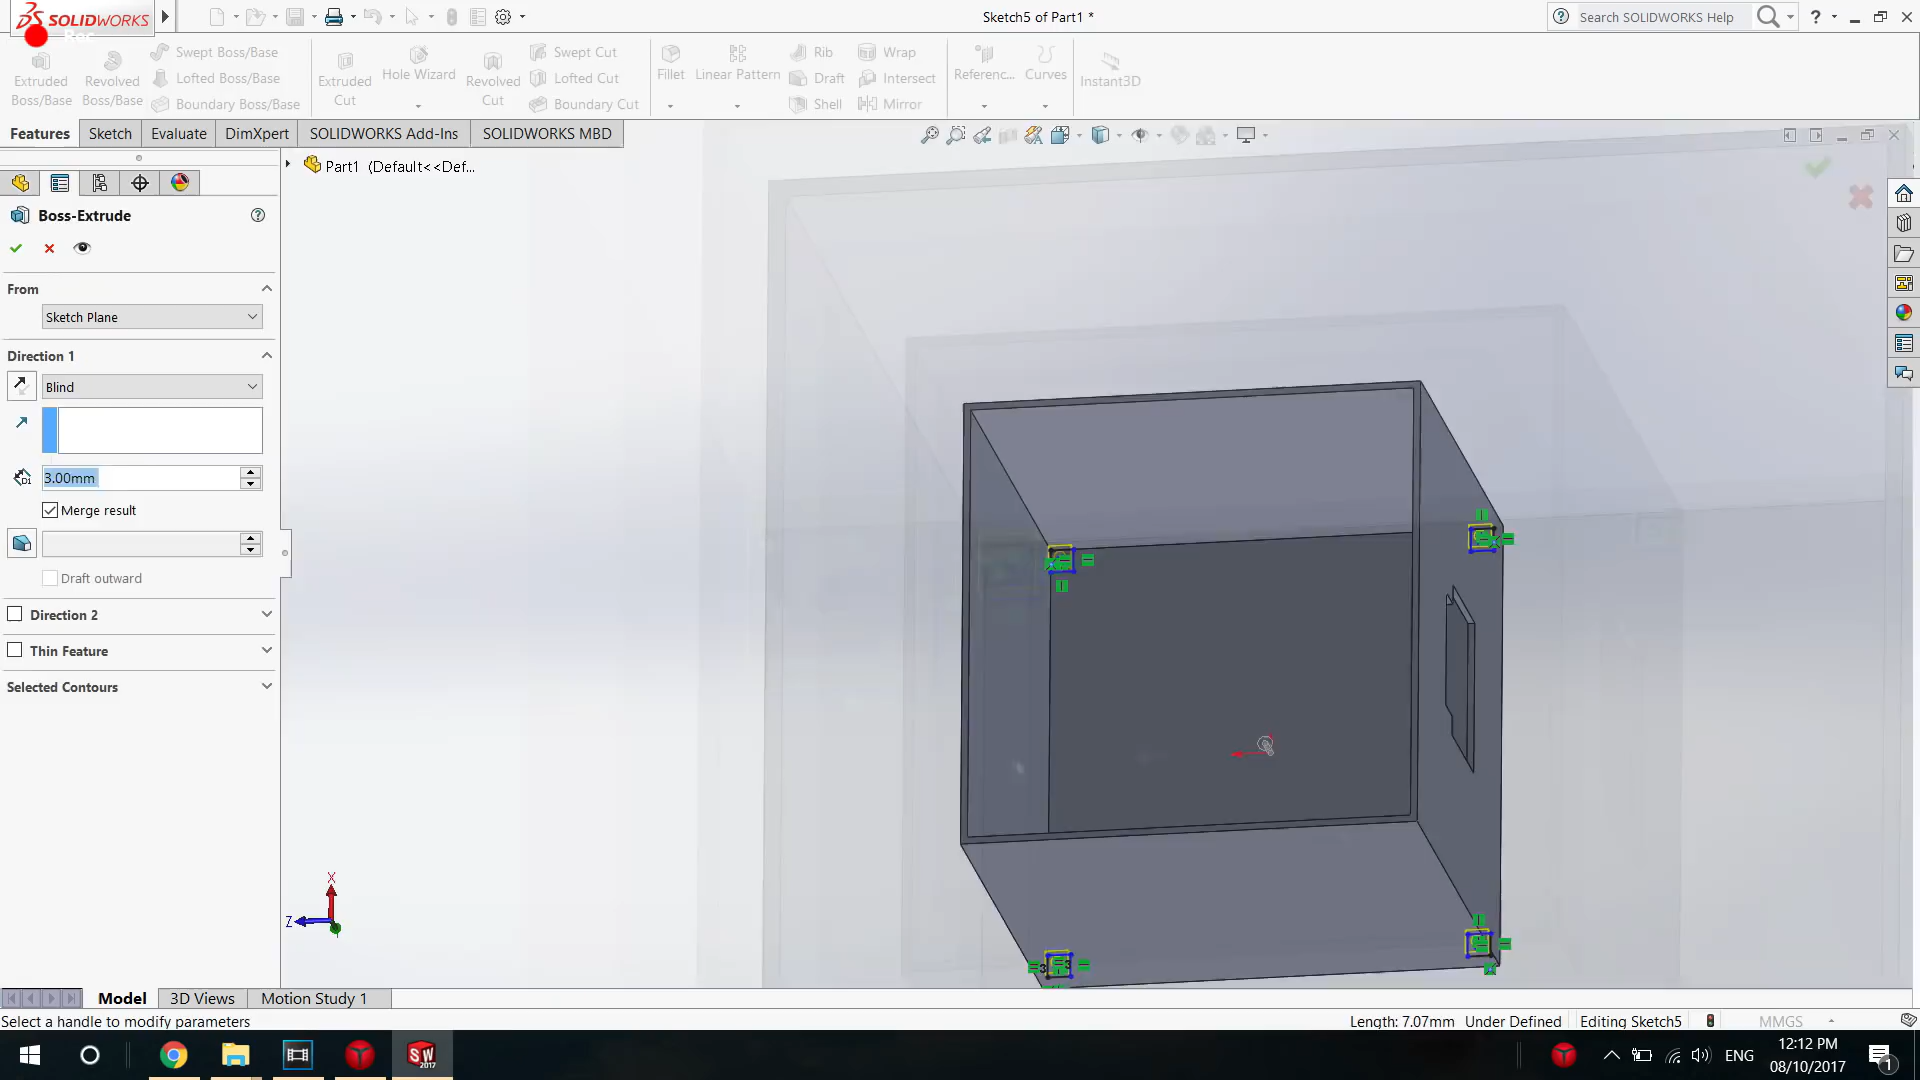 SOLIDWORKS
Rec
Sketch5 of Part1 *
Search SOLIDWORKS Help
?
Extruded Boss/Base
Revolved Boss/Base
Swept Boss/Base
Lofted Boss/Base
Boundary Boss/Base
Extruded Cut
Hole Wizard
Revolved Cut
Swept Cut
Lofted Cut
Boundary Cut
Fillet
Linear Pattern
Rib
Draft
Shell
Wrap
Intersect
Mirror
Referenc...
Curves
Instant3D
Features
Sketch
Evaluate
DimXpert
SOLIDWORKS Add-Ins
SOLIDWORKS MBD
Part1 (Default<<Def...
Boss-Extrude
From
Sketch Plane
Direction 1
Blind
3.00mm
Merge result
Draft outward
Direction 2
Thin Feature
Selected Contours
X
Z
Y
Model
3D Views
Motion Study 1
Select a handle to modify parameters
Length: 7.07mm
Under Defined
Editing Sketch5
MMGS
SW
2017
ENG
12:12 PM
08/10/2017
1